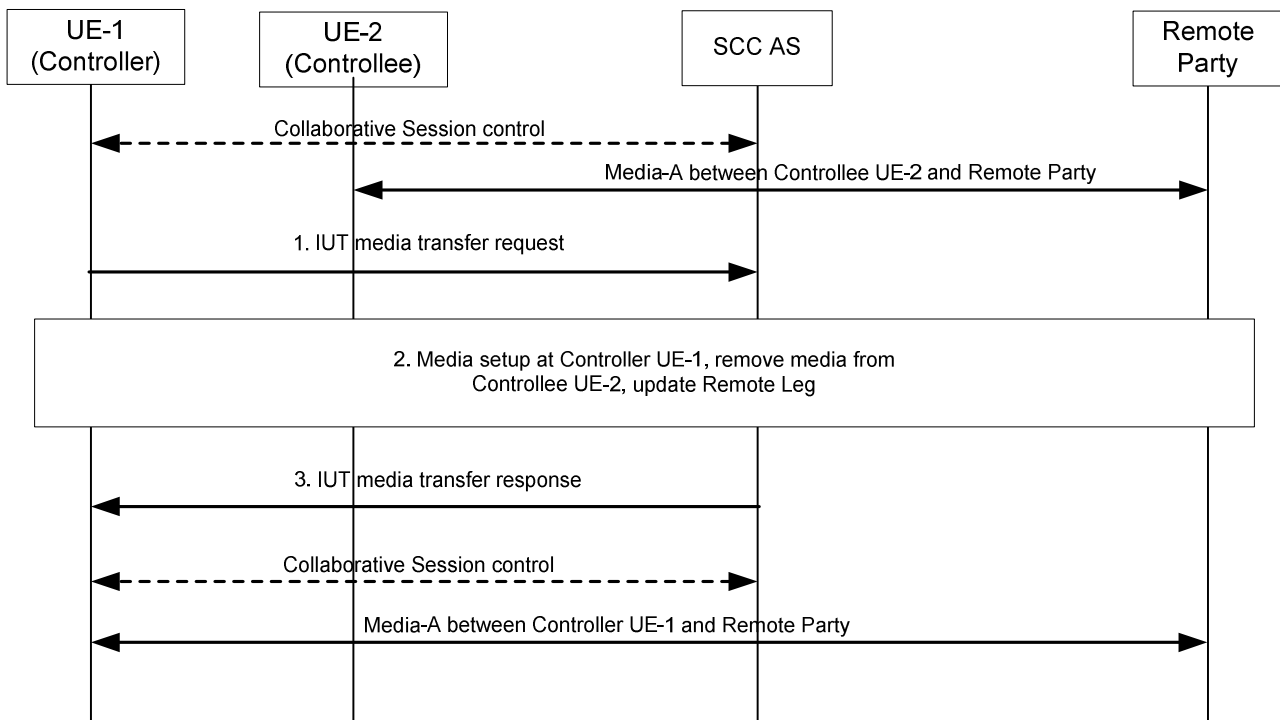 UE-1
(Controller)
UE-2
(Controllee)
SCC AS
Remote
Party
Collaborative Session control
Media-A between Controllee UE-2 and Remote Party
1. IUT media transfer request
2. Media setup at Controller UE-1, remove media from
Controllee UE-2, update Remote Leg
3. IUT media transfer response
Collaborative Session control
Media-A between Controller UE-1 and Remote Party